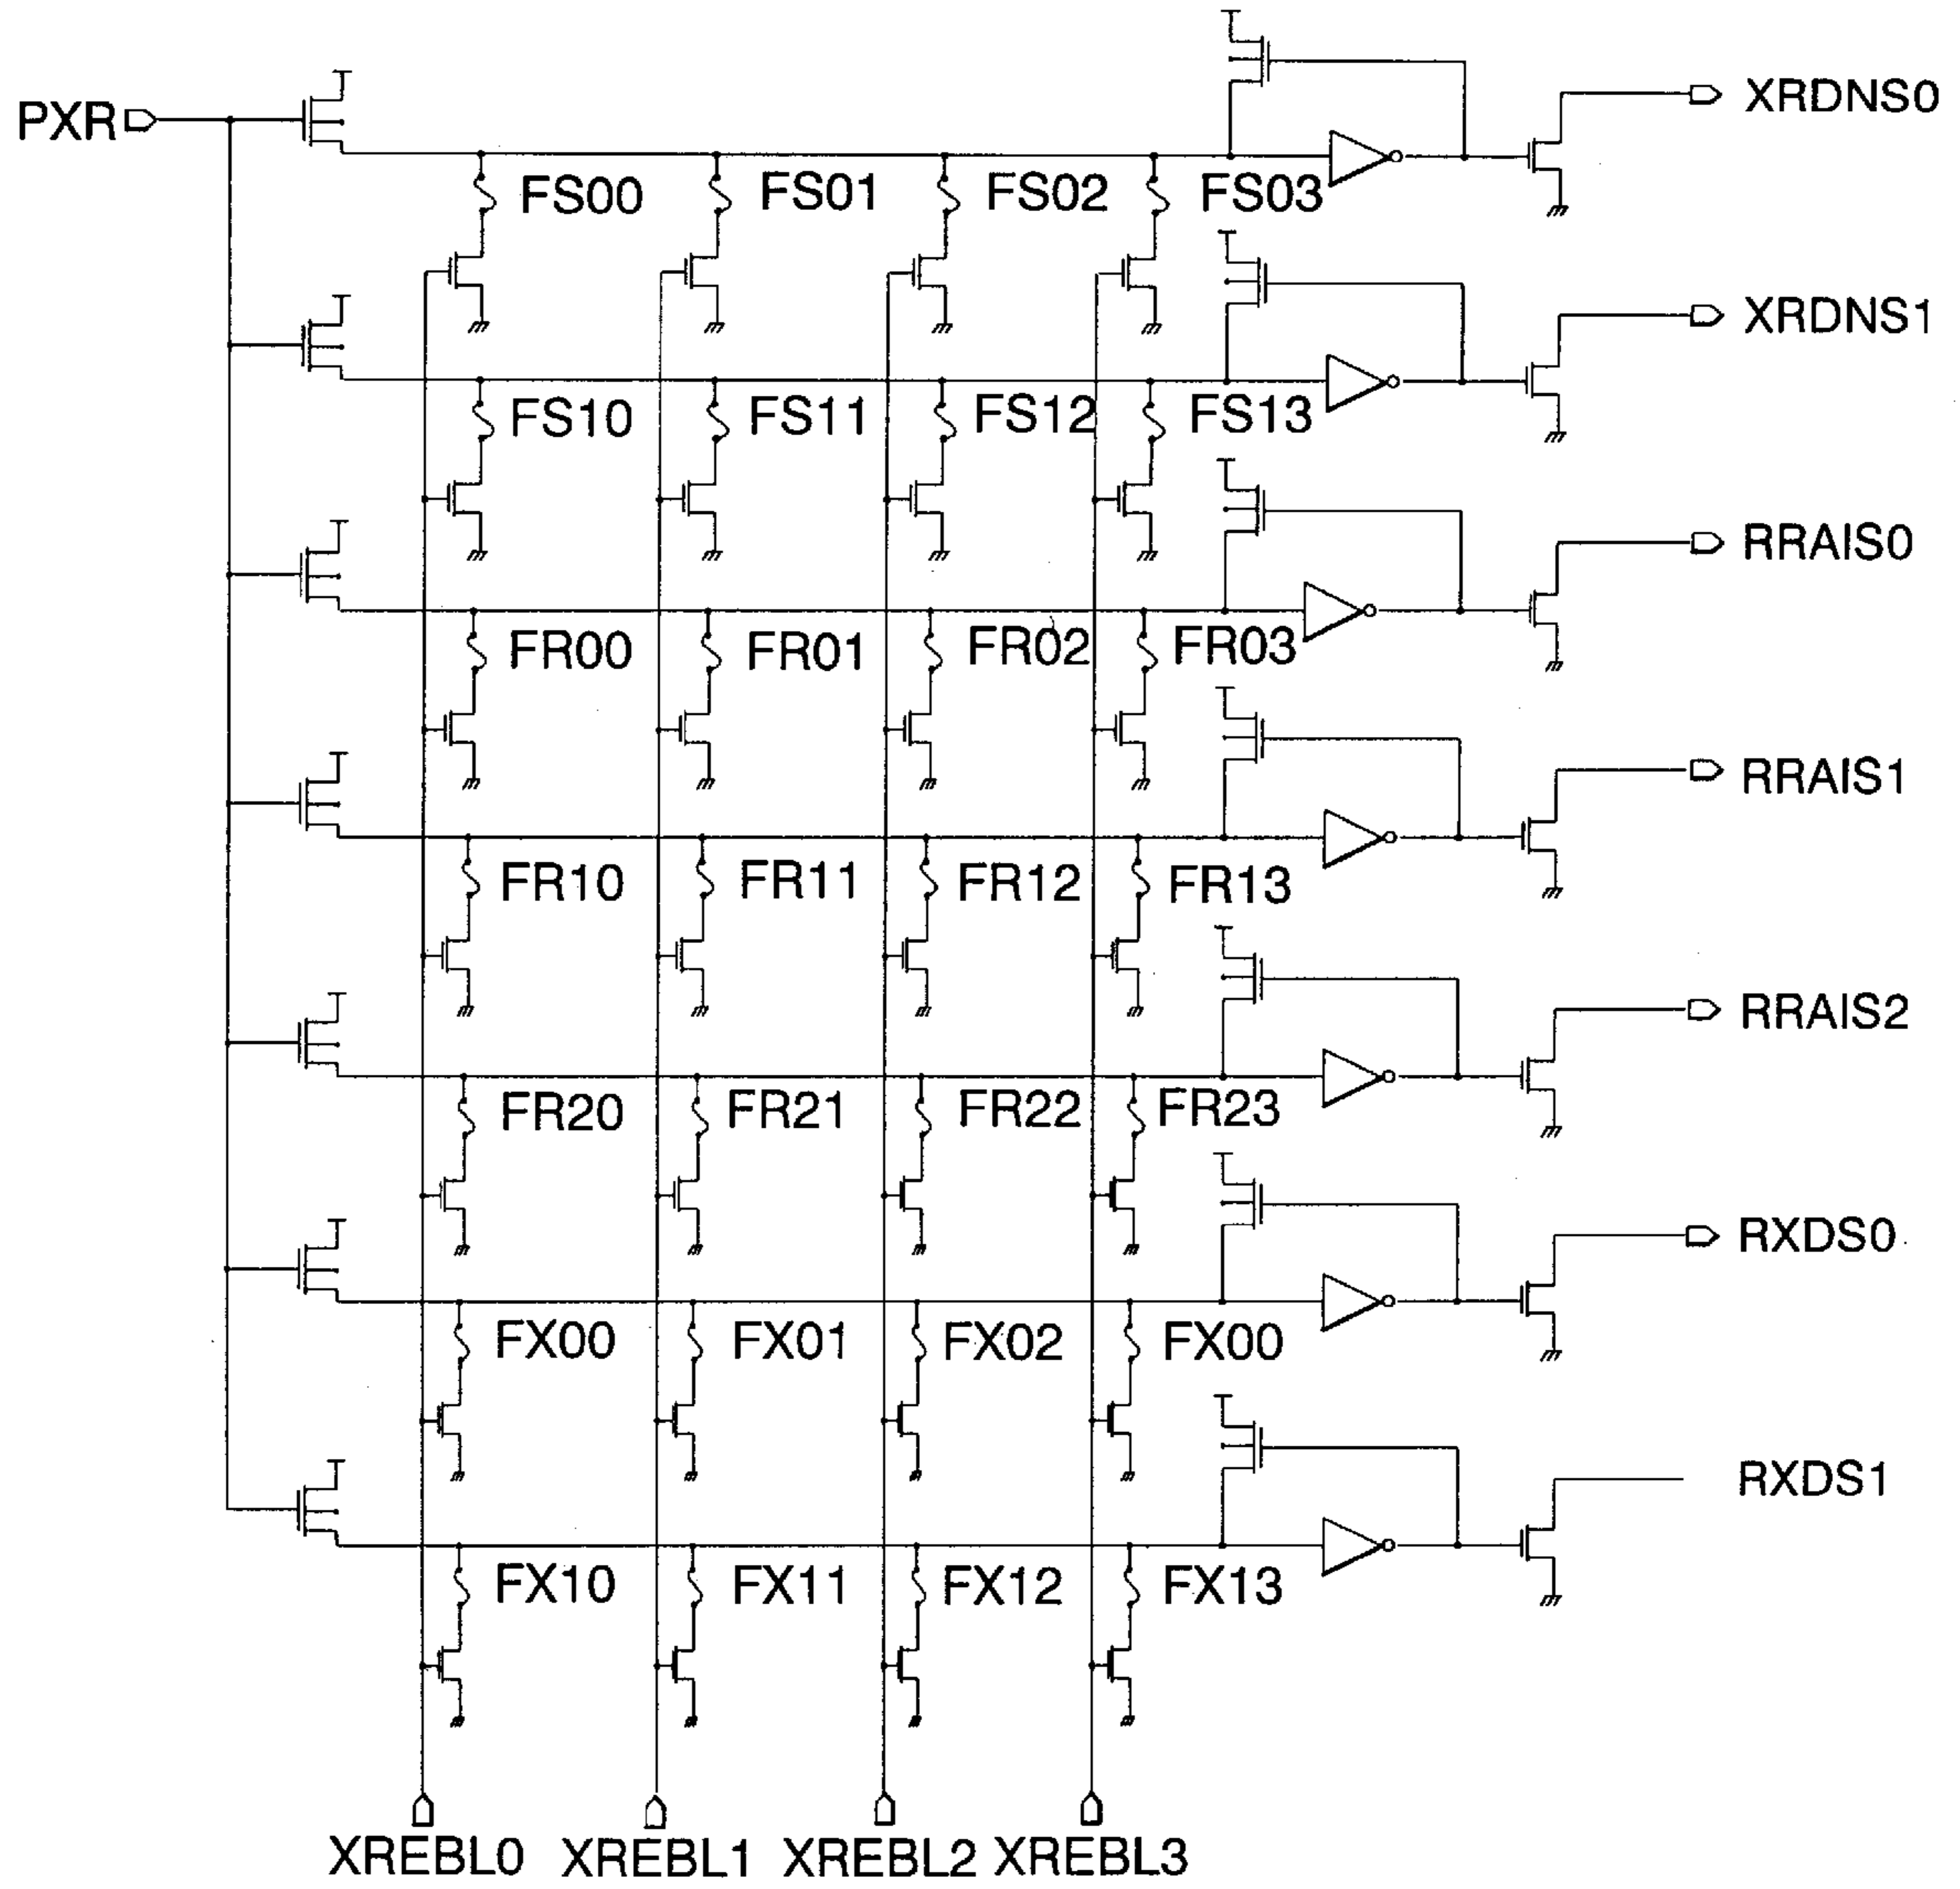 PXR
XRDNS0
FS00 FS01 FS02 FS03
XRDNS1
FS10 FS11 FS12 FS13
RRAIS0
FR00 FR01 FR02 FR03
RRAIS1
FR10 FR11 FR12 FR13
RRAIS2
FR20 FR21 FR22 FR23
RXDS0
FX00 FX01 FX02 FX00
RXDS1
FX10 FX11 FX12 FX13
XREBL0 XREBL1 XREBL2 XREBL3